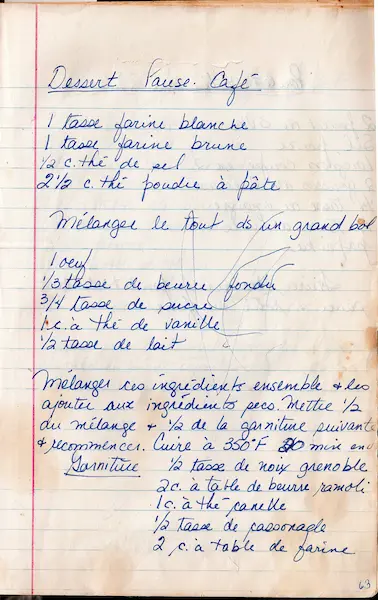 Dessert Pause-Café
1 tasse farine blanche
1 tasse farine brune
1/2 c. thé de sel
2 1/2 c. thé poudre à pâte
Mélanger le tout ds un grand bol
1 oeuf
1/3 tasse de beurre fondu
3/4 tasse de sucre
1 c. à thé de vanille
1/2 tasse de lait
Mélanger ces ingrédients ensemble & les
ajouter aux ingrédients secs. Mettre 1/2
du mélange & 1/2 de la garniture suivante
& recommencer. Cuire à 350°F 20 min env
Garniture 1/2 tasse de noix grenoble
2 c. à table de beurre ramoli
1 c. à thé canelle
1/2 tasse de cassonade
2 c. à table de farine
63